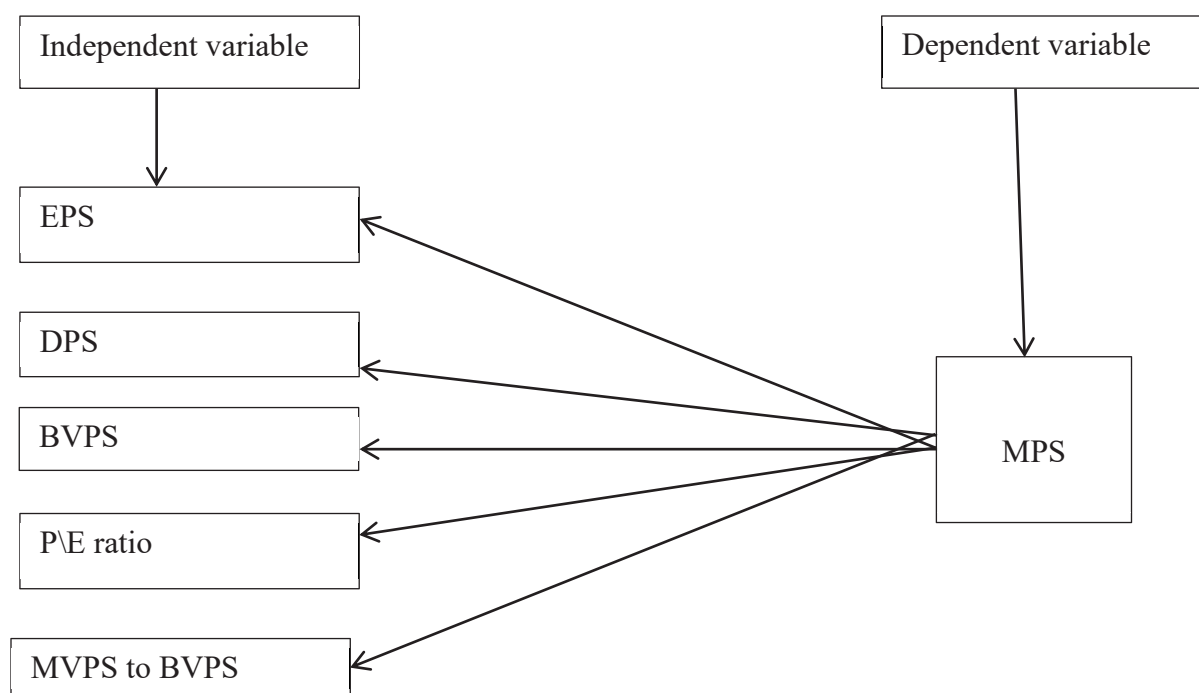 Independent variable
Dependent variable
EPS
DPS
BVPS
MPS
P\E ratio
MVPS to BVPS